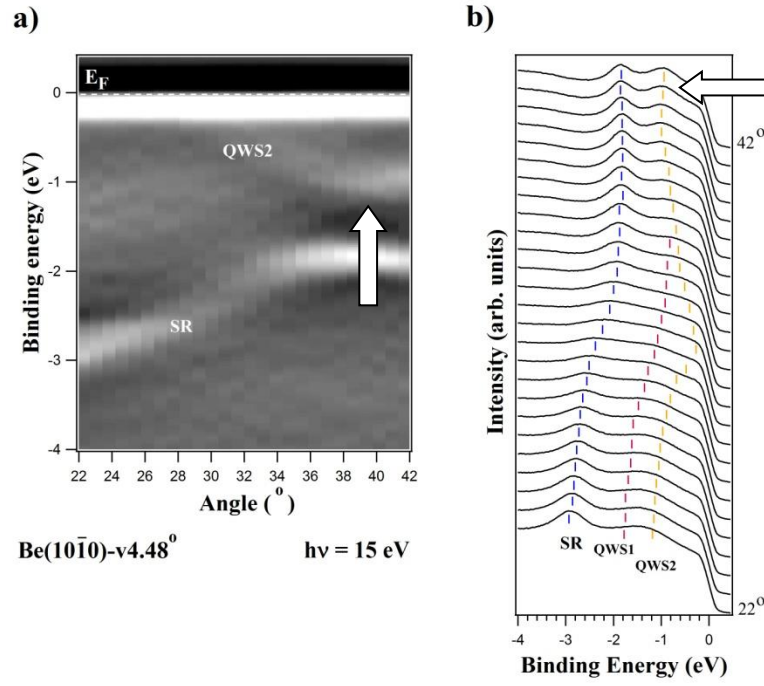 a)
E_F
QWS2
SR
Binding energy (eV)
0
-1
-2
-3
-4
22 24 26 28 30 32 34 36 38 40 42
Angle (°)
Be(101̄0)-v4.48° hν = 15 eV
b)
42°
Intensity (arb. units)
SR QWS1 QWS2
22°
-4 -3 -2 -1 0
Binding Energy (eV)